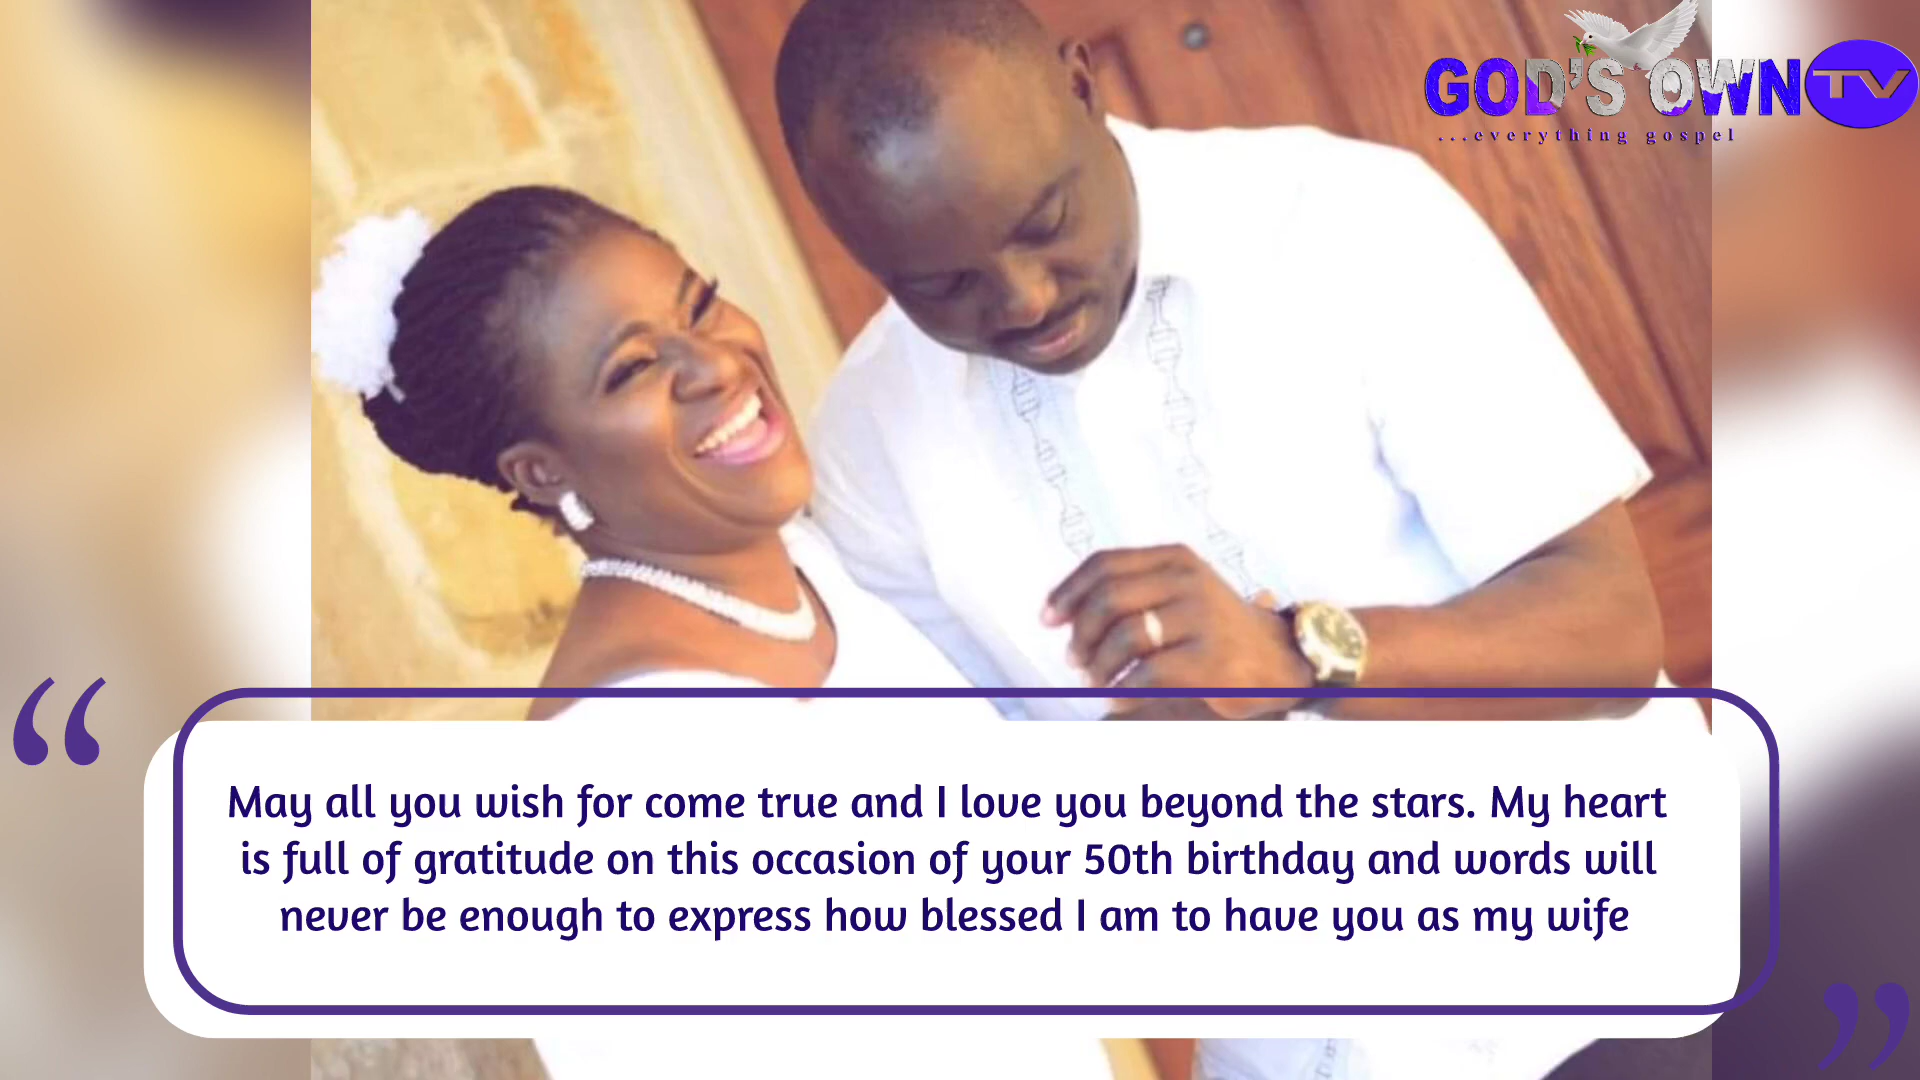 GOD'S OWN TV
...everything gospel
“
May all you wish for come true and I love you beyond the stars. My heart
is full of gratitude on this occasion of your 50th birthday and words will
never be enough to express how blessed I am to have you as my wife
”